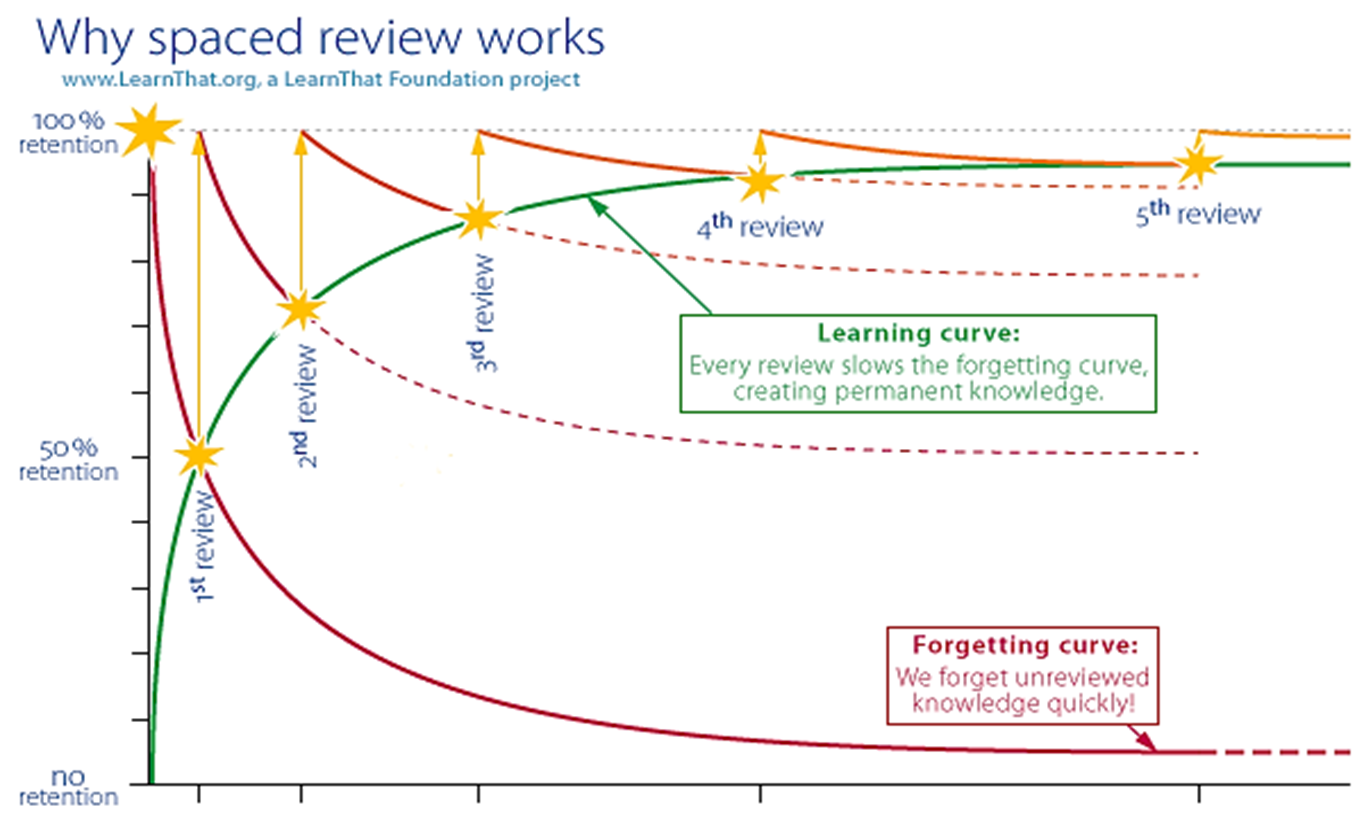 Why spaced review works
www.LearnThat.org, a LearnThat Foundation project
100%
retention
50%
retention
no
retention
1st review
2nd review
3rd review
4th review
5th review
Learning curve:
Every review slows the forgetting curve,
creating permanent knowledge.
Forgetting curve:
We forget unreviewed
knowledge quickly!